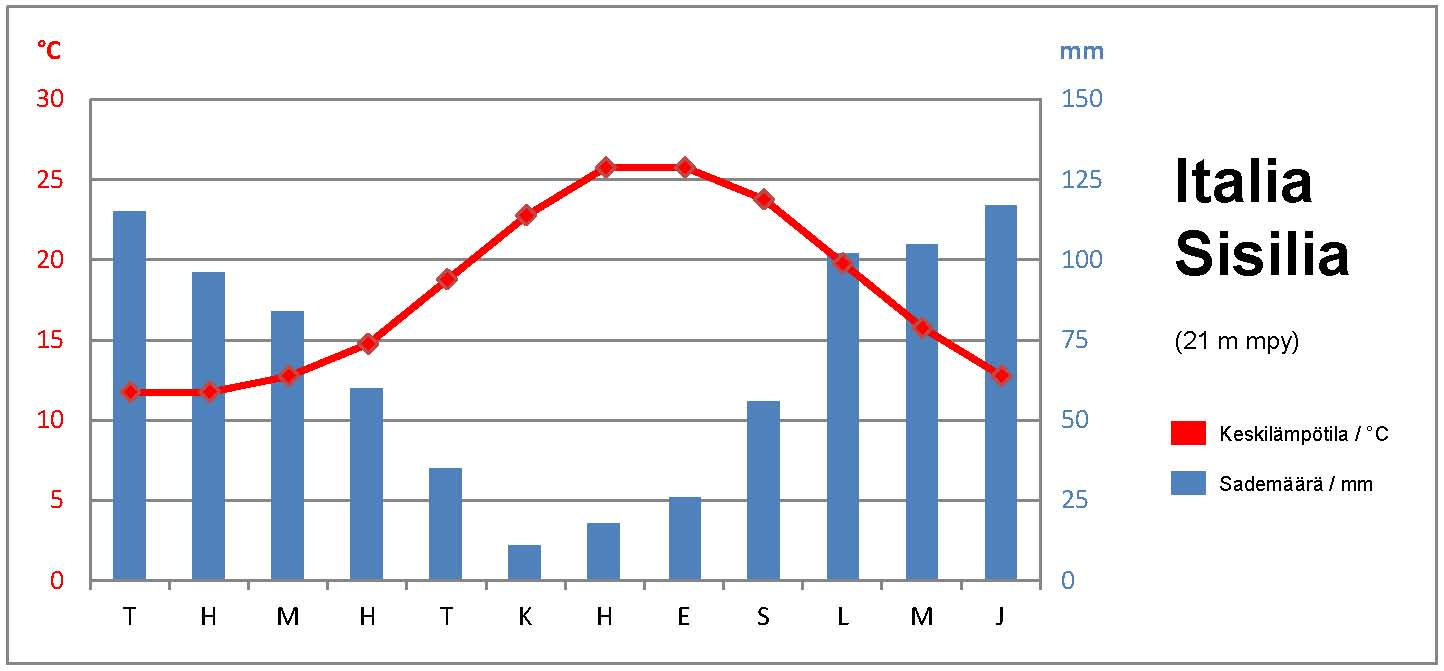 °C
mm
30
25
20
15
10
5
0
150
125
100
75
50
25
0
T H M H T K H E S L M J
Italia
Sisilia
(21 m mpy)
Keskilämpötila / °C
Sademäärä / mm